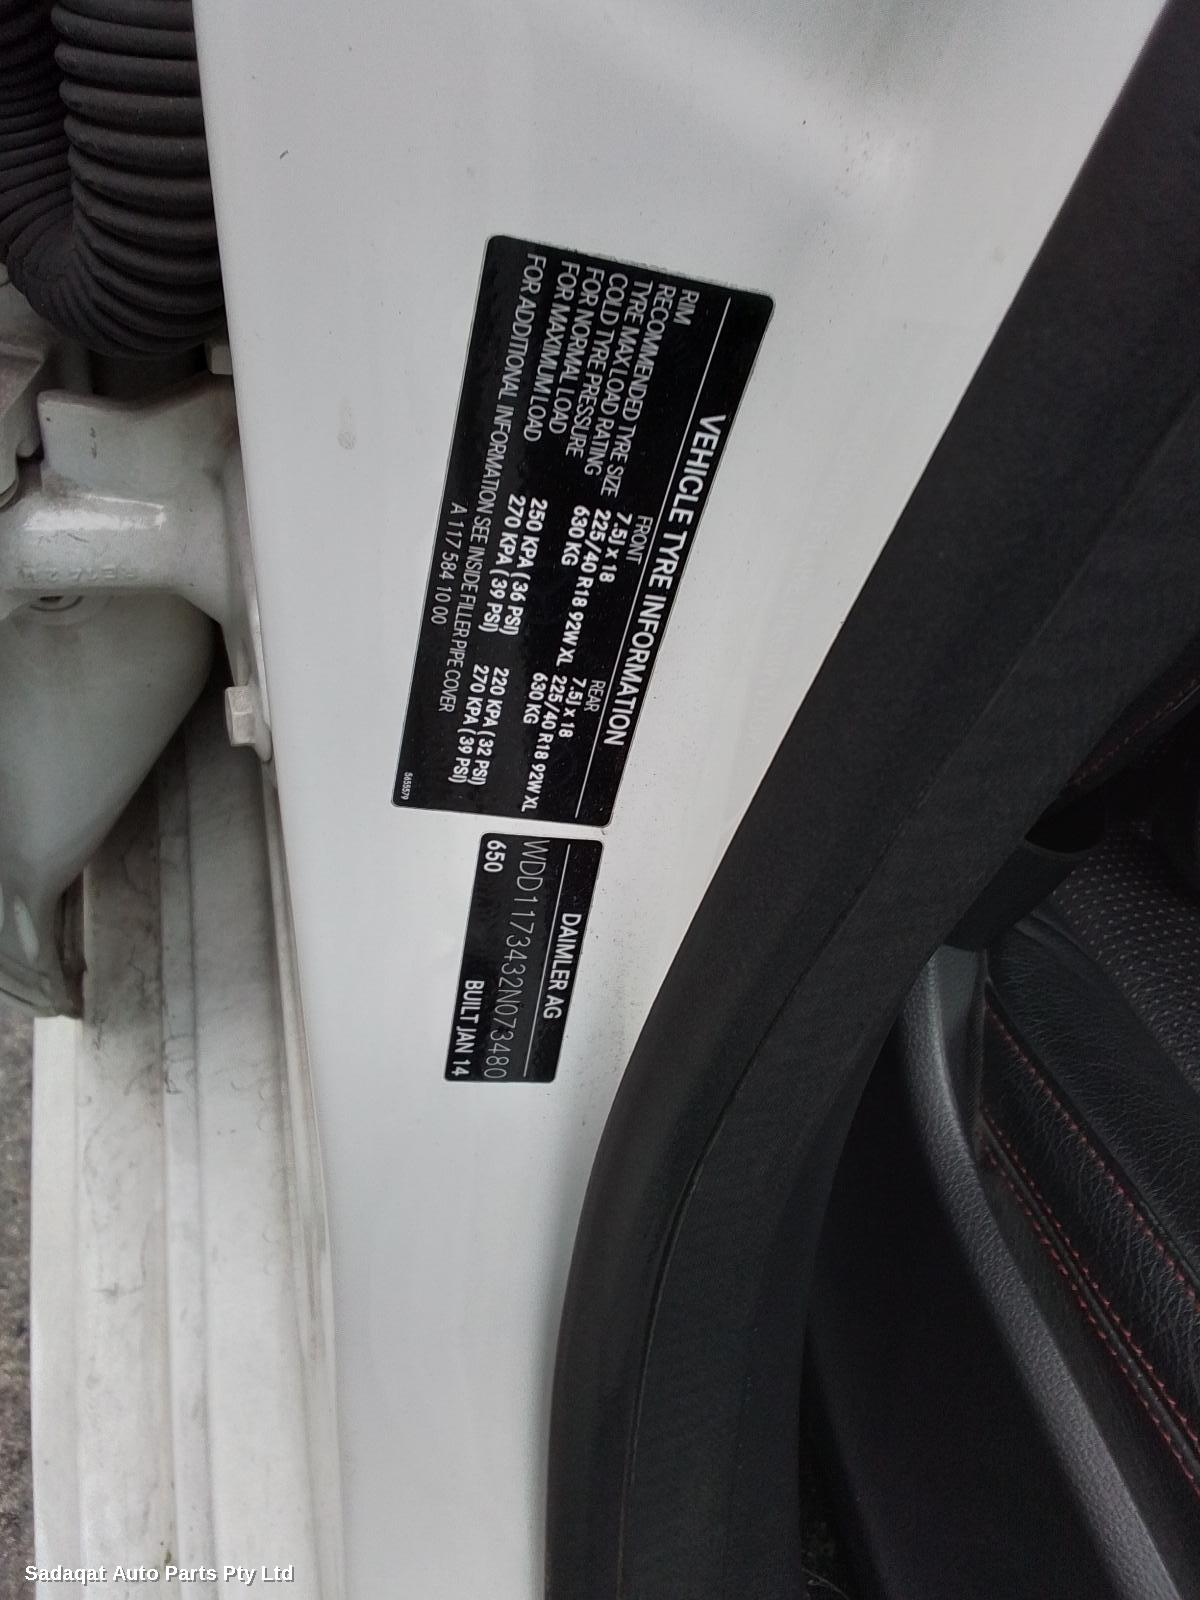 VEHICLE TYRE INFORMATION
FRONT REAR
RIM 7.5J x 18 7.5J x 18
RECOMMENDED TYRE SIZE 225/40 R18 92W XL 225/40 R18 92W XL
TYRE MAX LOAD RATING 630 KG 630 KG
COLD TYRE PRESSURE
FOR NORMAL LOAD 250 KPA ( 36 PSI) 220 KPA ( 32 PSI)
FOR MAXIMUM LOAD 270 KPA ( 39 PSI) 270 KPA ( 39 PSI)
FOR ADDITIONAL INFORMATION SEE INSIDE FILLER PIPE COVER
A 117 584 10 00
5655579
DAIMLER AG
WDD1173432N073480
650 BUILT JAN 14
Sadaqat Auto Parts Pty Ltd